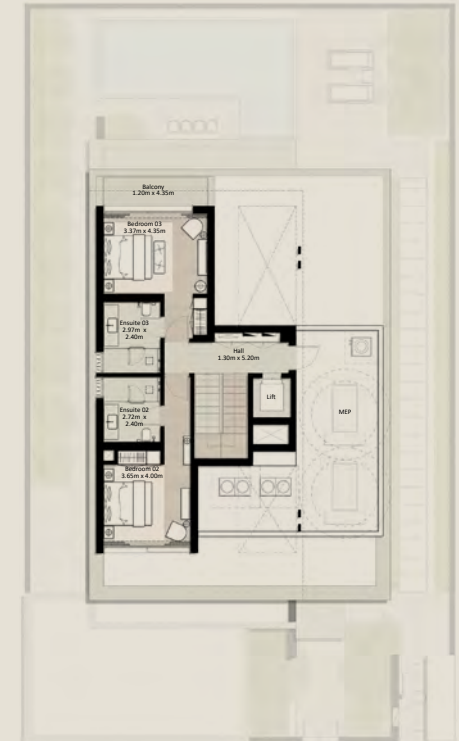 Balcony
1.20m x 4.35m
Bedroom 03
3.37m x 4.35m
Ensuite 03
2.97m x
2.40m
Hall
1.30m x 5.20m
Lift
MEP
Ensuite 02
2.72m x
2.40m
Bedroom 02
3.65m x 4.00m